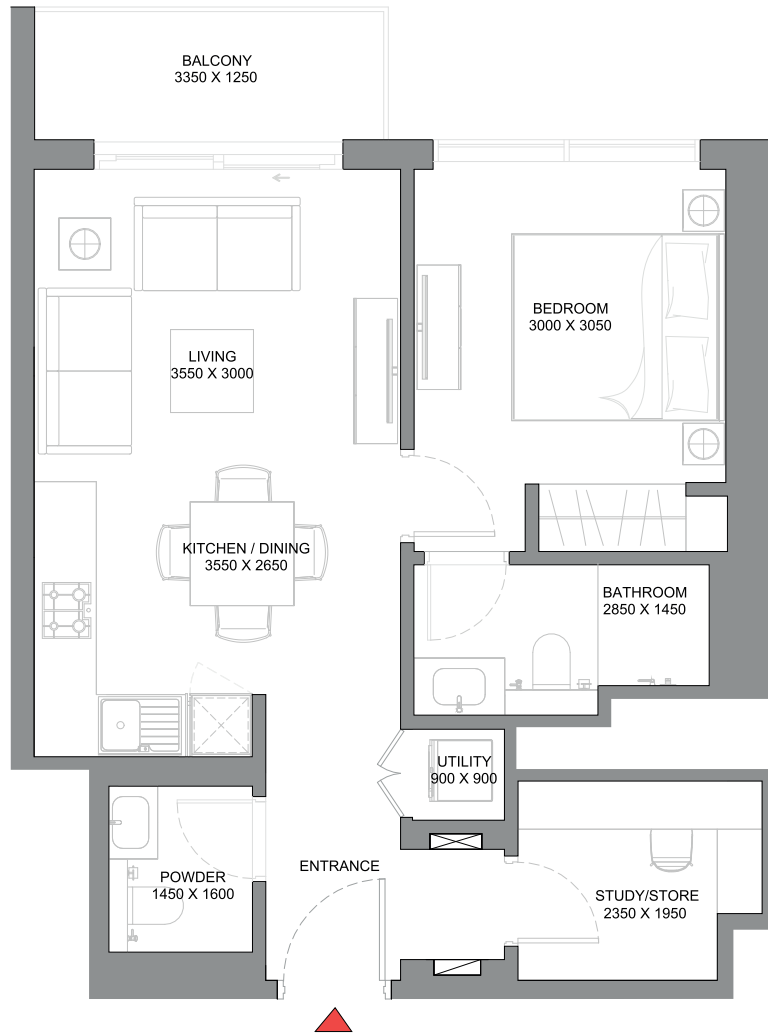 BALCONY
3350 X 1250
BEDROOM
3000 X 3050
LIVING
3550 X 3000
KITCHEN / DINING
3550 X 2650
BATHROOM
2850 X 1450
UTILITY
900 X 900
ENTRANCE
POWDER
1450 X 1600
STUDY/STORE
2350 X 1950